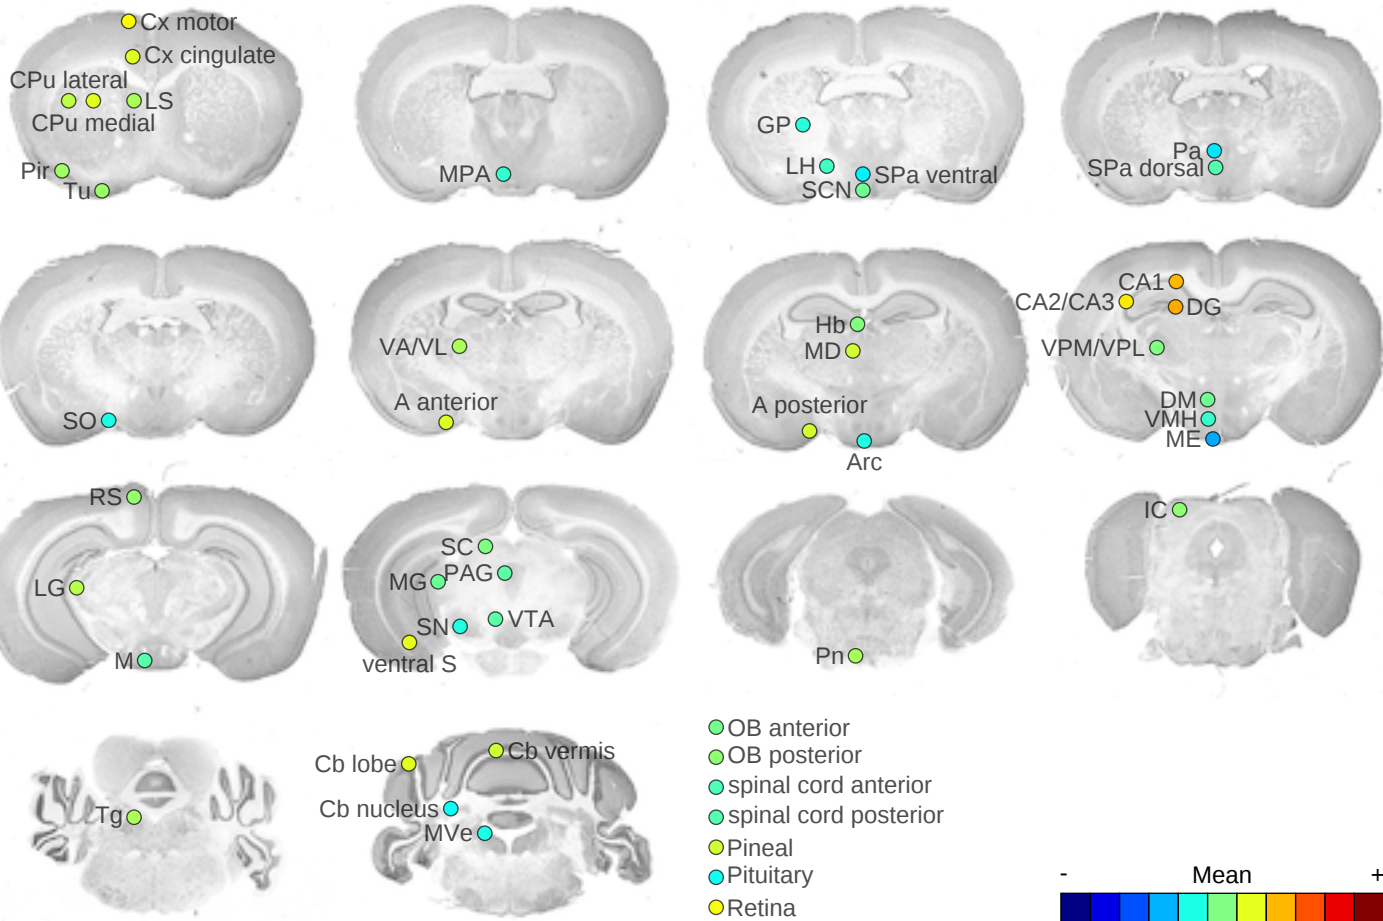 Cx motor
Cx cingulate
CPu lateral
LS
CPu medial
Pir
Tu
MPA
GP
LH
SPa ventral
SCN
Pa
SPa dorsal
SO
VA/VL
A anterior
Hb
MD
A posterior
Arc
CA1
CA2/CA3
DG
VPM/VPL
DM
VMH
ME
RS
LG
M
SC
PAG
MG
VTA
SN
ventral S
Pn
IC
Tg
Cb vermis
Cb lobe
Cb nucleus
MVe
OB anterior
OB posterior
spinal cord anterior
spinal cord posterior
Pineal
Pituitary
Retina
- Mean +